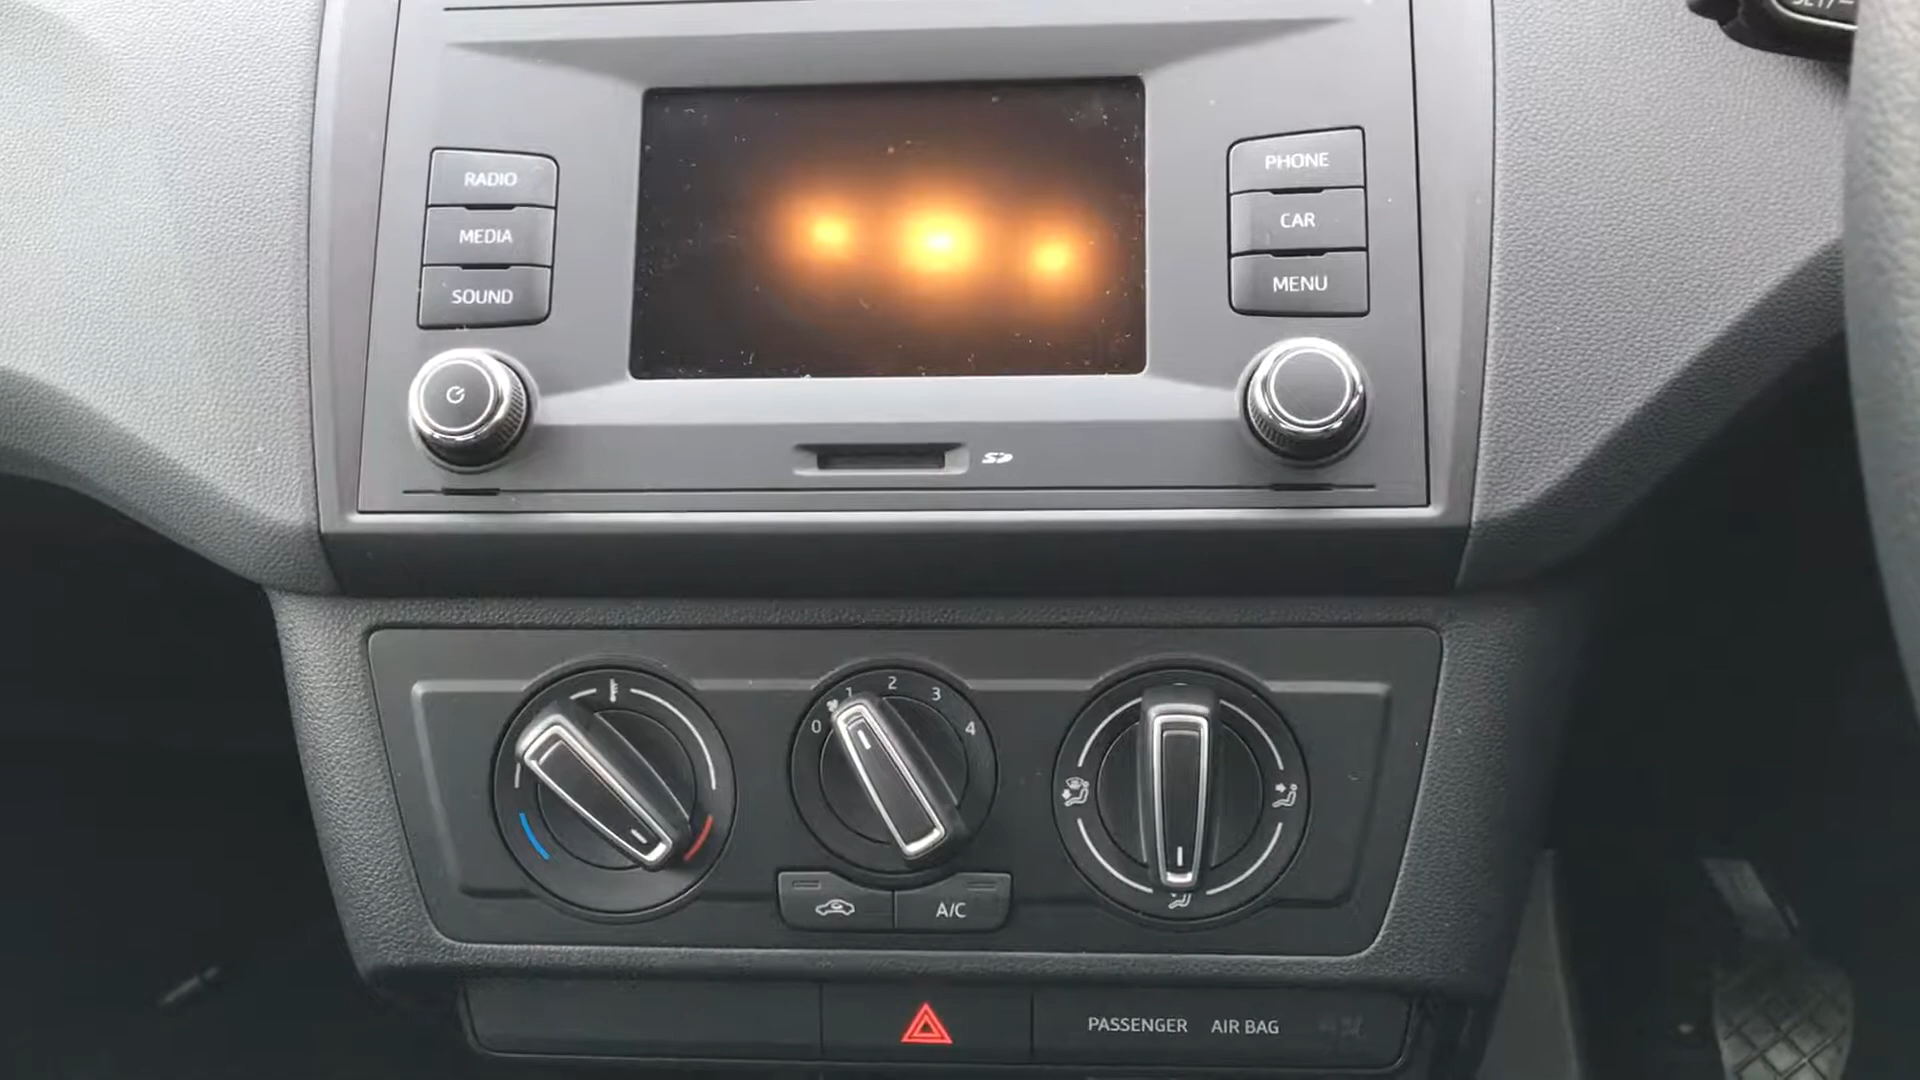 RADIO
MEDIA
SOUND
PHONE
CAR
MENU
SD
0 1 2 3 4
A/C
PASSENGER AIR BAG